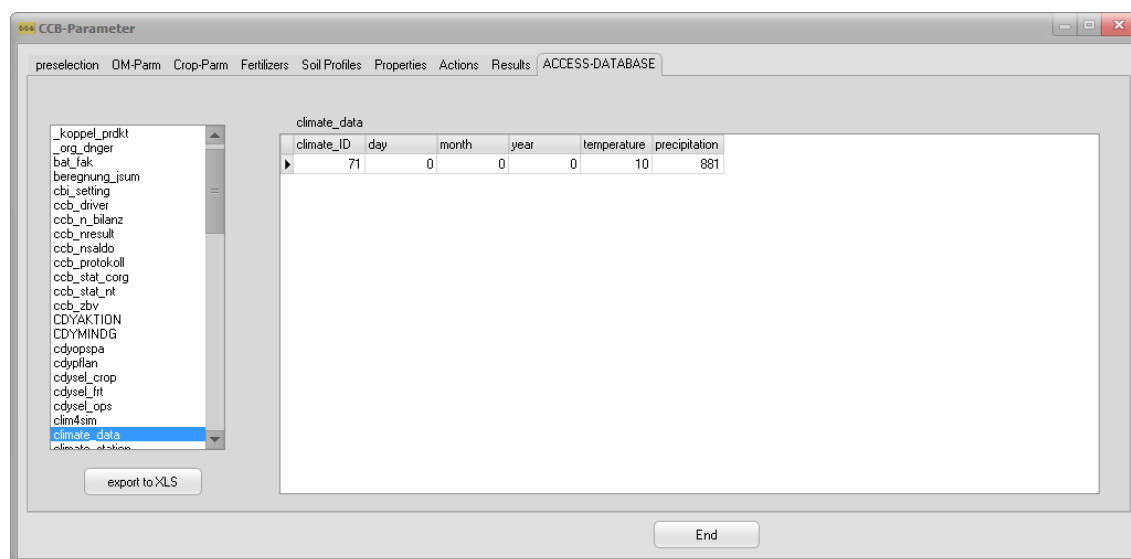 CCB-Parameter
preselection OM-Parm Crop-Parm Fertilizers Soil Profiles Properties Actions Results ACCESS-DATABASE
_koppel_prdkt
_org_dnger
bat_fak
beregnung_jsum
cbi_setting
ccb_driver
ccb_n_bilanz
ccb_nresult
ccb_nsaldo
ccb_protokoll
ccb_stat_corg
ccb_stat_nt
ccb_zbv
CDYAKTION
CDYMINDG
cdyopspa
cdypflan
cdysel_crop
cdysel_frt
cdysel_ops
clim4sim
climate_data
climate_station
export to XLS
climate_data
climate_ID day month year temperature precipitation
71 0 0 0 10 881
End